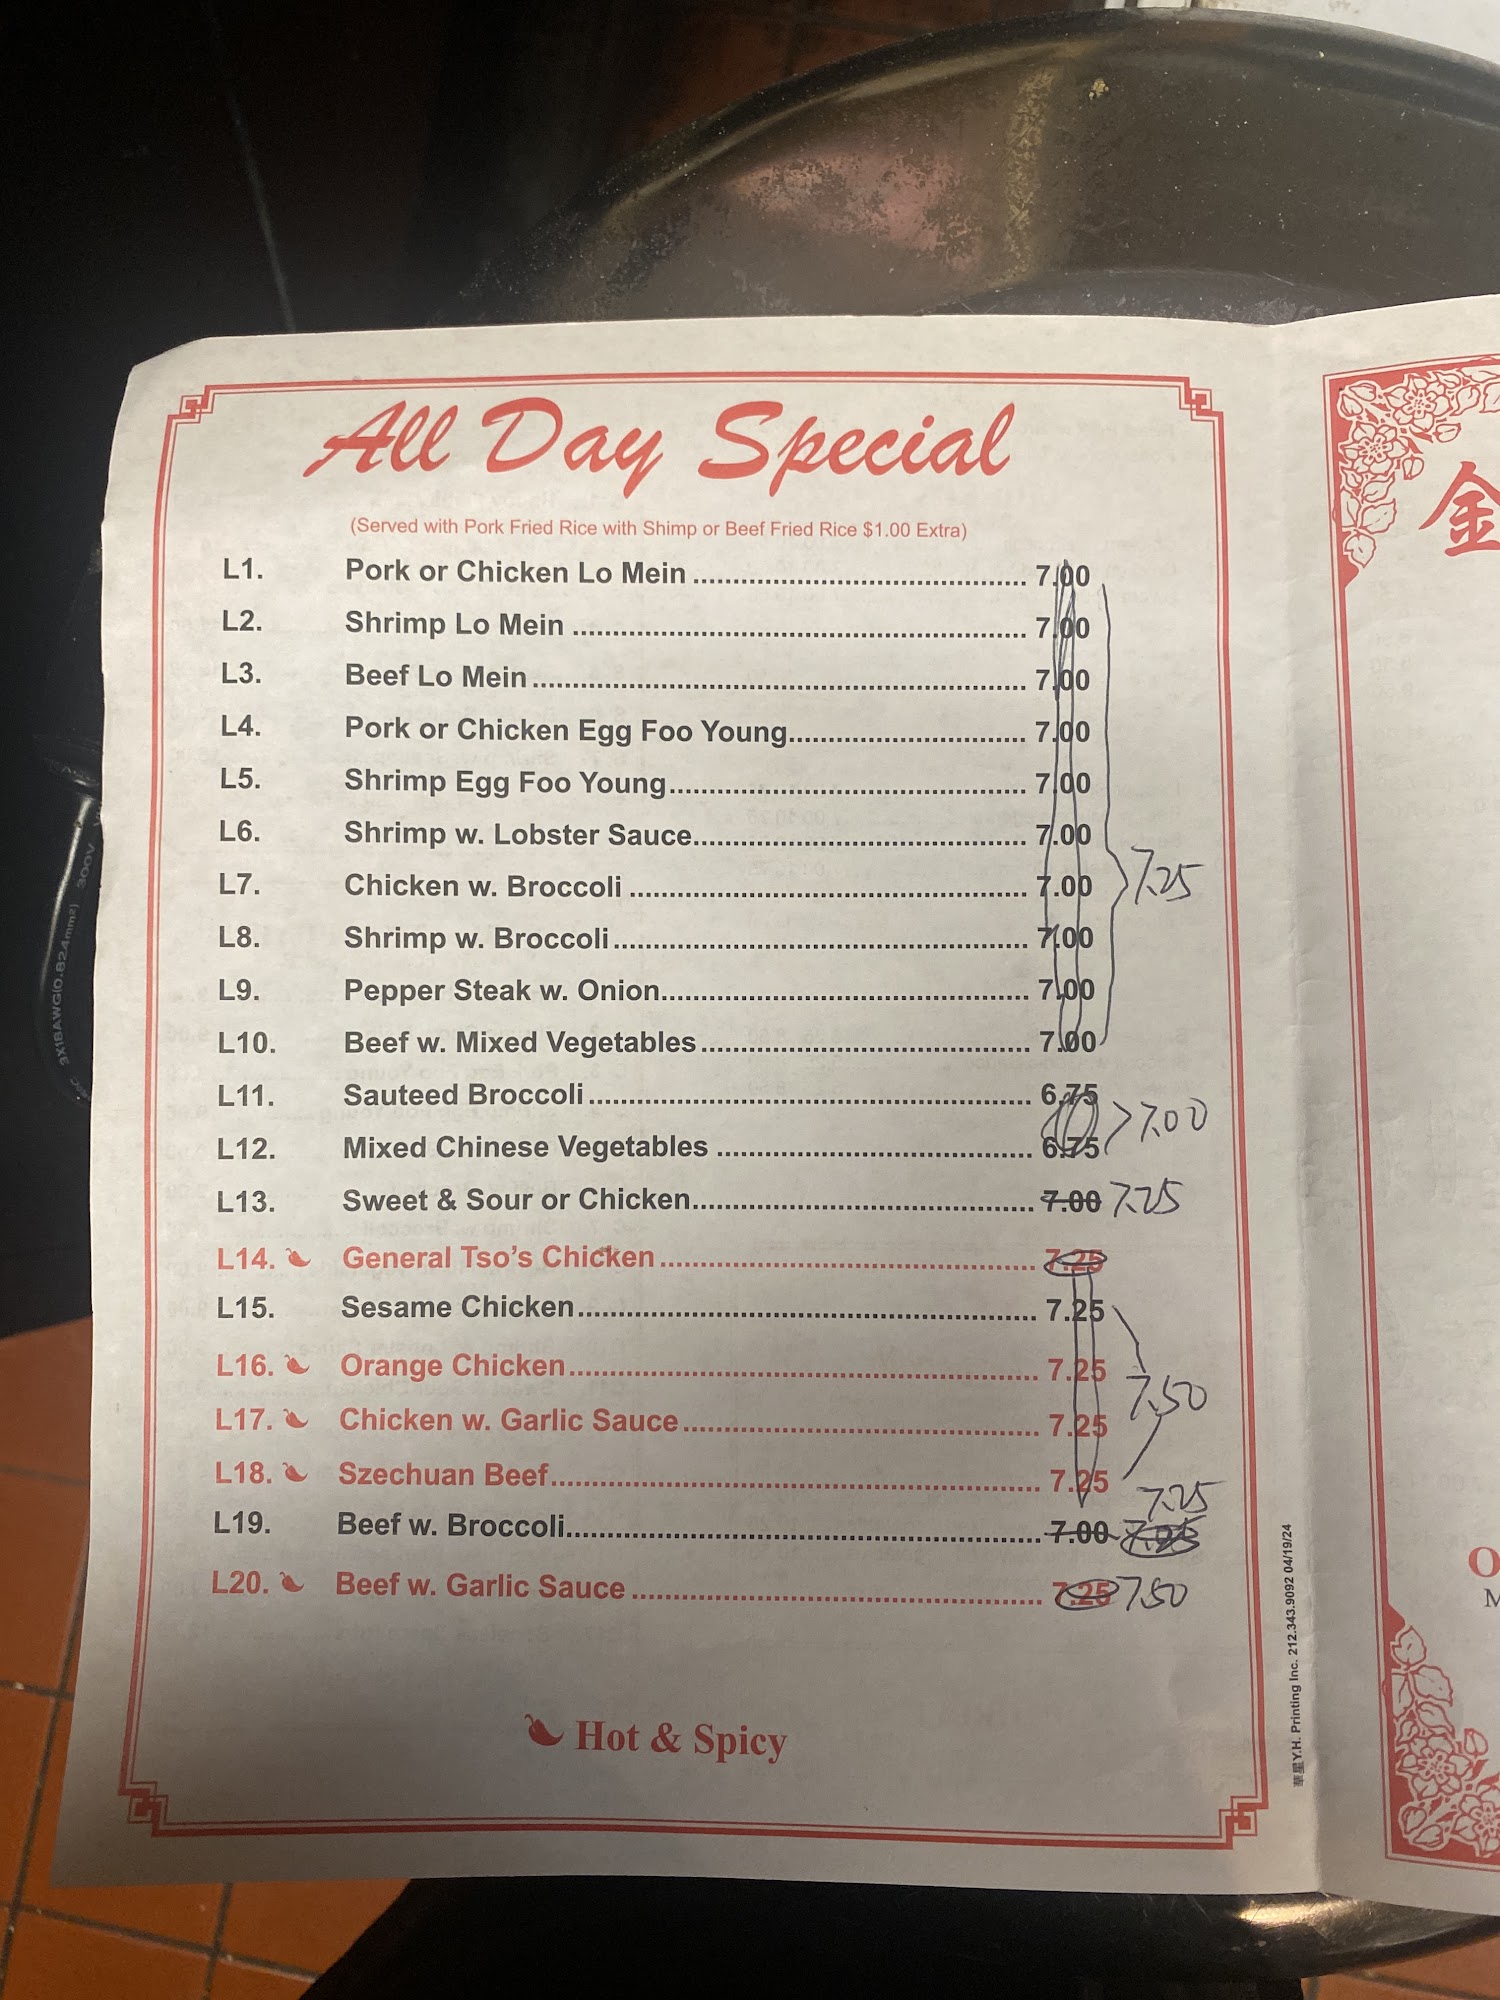 All Day Special
(Served with Pork Fried Rice with Shimp or Beef Fried Rice $1.00 Extra)
L1. Pork or Chicken Lo Mein 7.00
L2. Shrimp Lo Mein 7.00
L3. Beef Lo Mein 7.00
L4. Pork or Chicken Egg Foo Young 7.00
L5. Shrimp Egg Foo Young 7.00
L6. Shrimp w. Lobster Sauce 7.00
L7. Chicken w. Broccoli 7.00
7.25
L8. Shrimp w. Broccoli 7.00
L9. Pepper Steak w. Onion 7.00
L10. Beef w. Mixed Vegetables 7.00
L11. Sauteed Broccoli 6.75
7.00
L12. Mixed Chinese Vegetables 6.75
L13. Sweet & Sour or Chicken 7.00 7.25
L14. General Tso's Chicken 7.25
L15. Sesame Chicken 7.25
L16. Orange Chicken 7.25
7.50
L17. Chicken w. Garlic Sauce 7.25
L18. Szechuan Beef 7.25
7.25
L19. Beef w. Broccoli 7.00
L20. Beef w. Garlic Sauce 7.25 7.50
Hot & Spicy
華星Y.H. Printing Inc. 212.343.9092 04/19/24
金
3X18AWG(0.824mm²) 300V